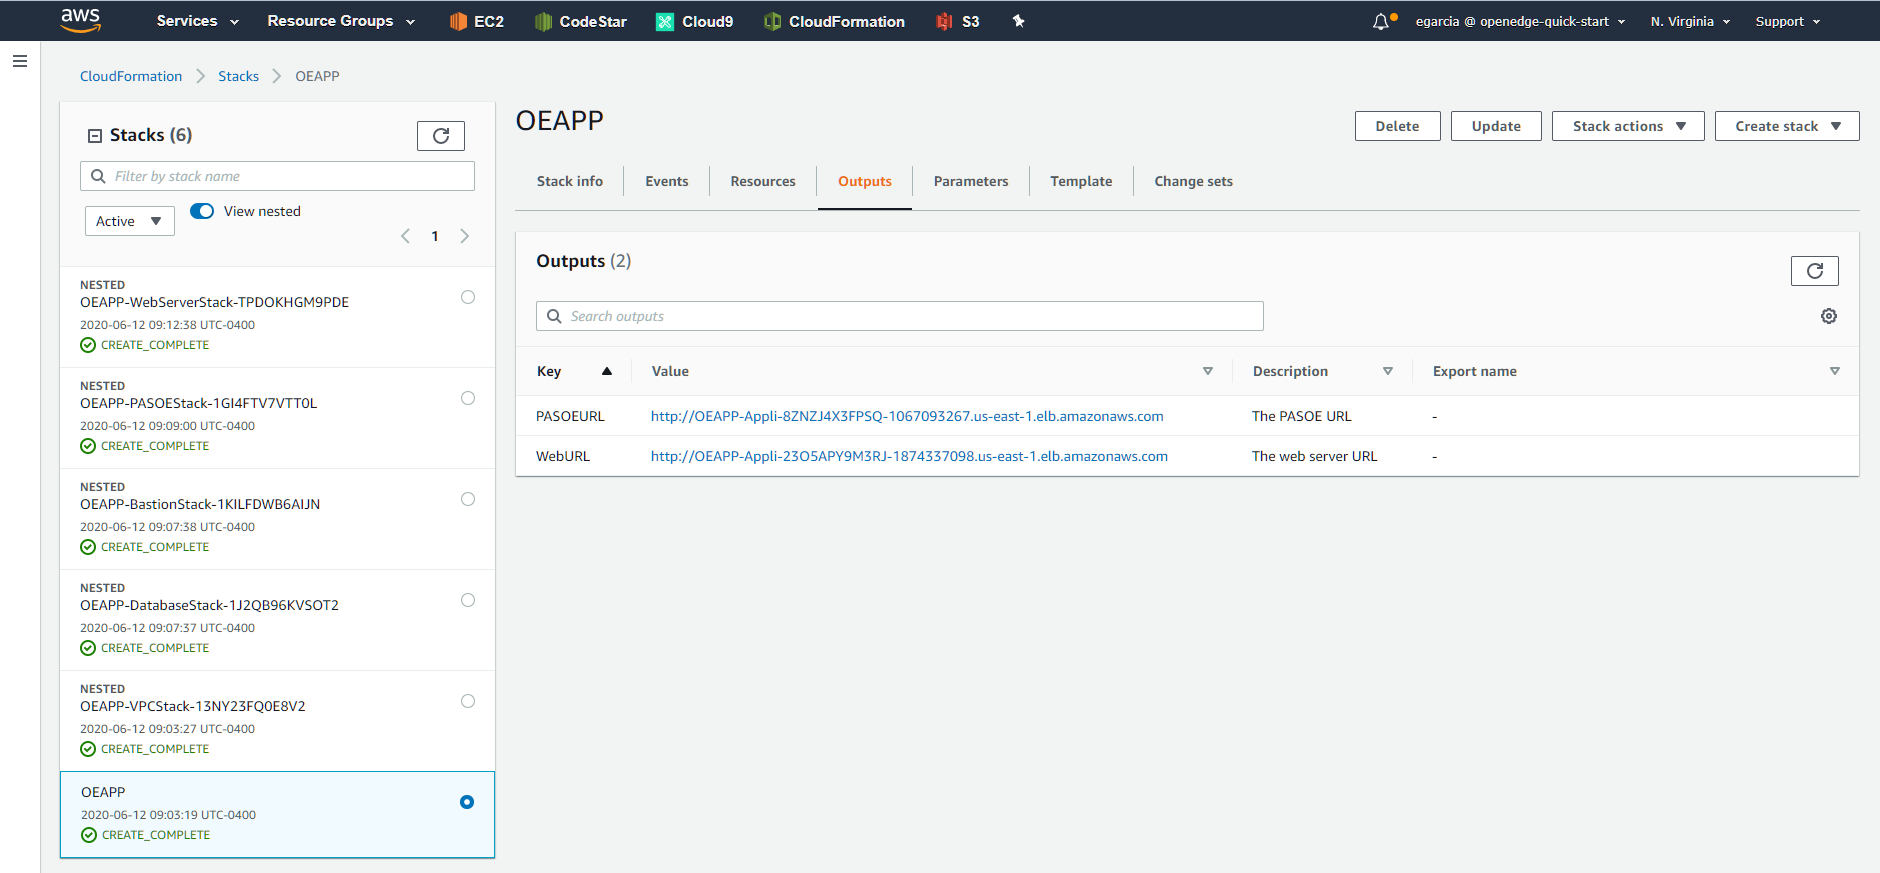 aws Services Resource Groups EC2 CodeStar Cloud9 CloudFormation S3 egarcia @ openedge-quick-start N. Virginia Support
CloudFormation Stacks OEAPP
Stacks (6)
Filter by stack name
Active View nested
1
NESTED
OEAPP-WebServerStack-TPDOKHGM9PDE
2020-06-12 09:12:38 UTC-0400
CREATE_COMPLETE
NESTED
OEAPP-PASOEStack-1GI4FTV7VTT0L
2020-06-12 09:09:00 UTC-0400
CREATE_COMPLETE
NESTED
OEAPP-BastionStack-1KILFDWB6AIJN
2020-06-12 09:07:38 UTC-0400
CREATE_COMPLETE
NESTED
OEAPP-DatabaseStack-1J2QB96KVSOT2
2020-06-12 09:07:37 UTC-0400
CREATE_COMPLETE
NESTED
OEAPP-VPCStack-13NY23FQ0E8V2
2020-06-12 09:03:27 UTC-0400
CREATE_COMPLETE
OEAPP
2020-06-12 09:03:19 UTC-0400
CREATE_COMPLETE
OEAPP
Delete Update Stack actions Create stack
Stack info Events Resources Outputs Parameters Template Change sets
Outputs (2)
Search outputs
Key Value Description Export name
PASOEURL http://OEAPP-Appli-8ZNZJ4X3FPSQ-1067093267.us-east-1.elb.amazonaws.com The PASOE URL -
WebURL http://OEAPP-Appli-23O5APY9M3RJ-1874337098.us-east-1.elb.amazonaws.com The web server URL -